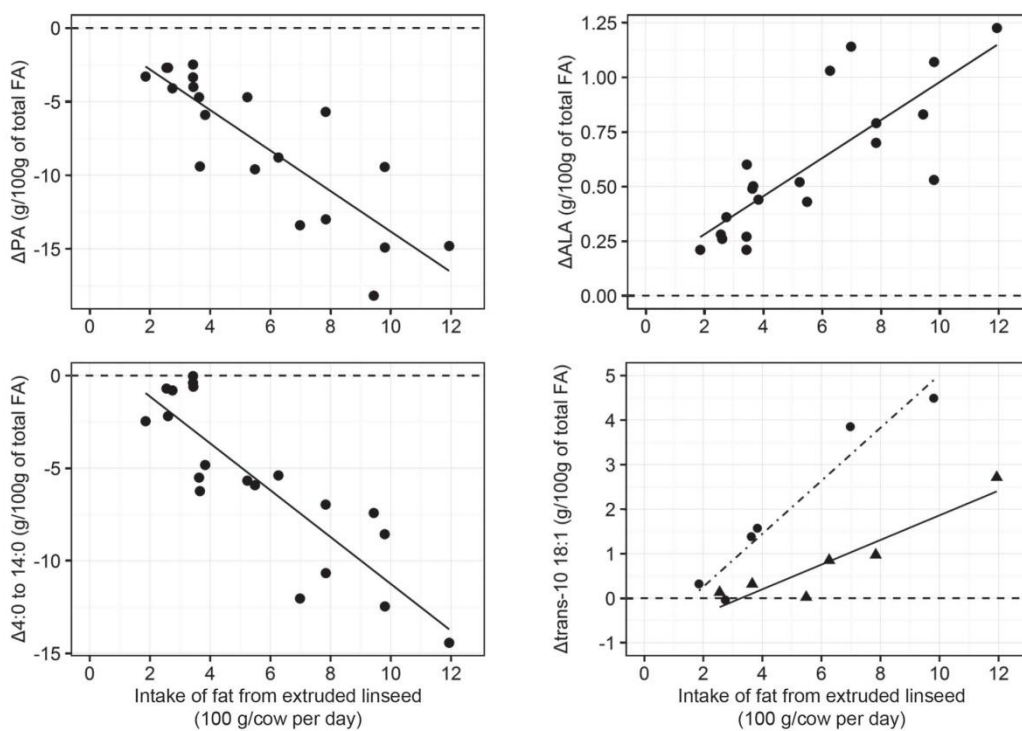 ΔPA (g/100g of total FA)
0
-5
-10
-15
0 2 4 6 8 10 12
ΔALA (g/100g of total FA)
1.25
1.00
0.75
0.50
0.25
0.00
0 2 4 6 8 10 12
Δ4:0 to 14:0 (g/100g of total FA)
0
-5
-10
-15
0 2 4 6 8 10 12
Intake of fat from extruded linseed
(100 g/cow per day)
Δtrans-10 18:1 (g/100g of total FA)
5
4
3
2
1
0
-1
0 2 4 6 8 10 12
Intake of fat from extruded linseed
(100 g/cow per day)